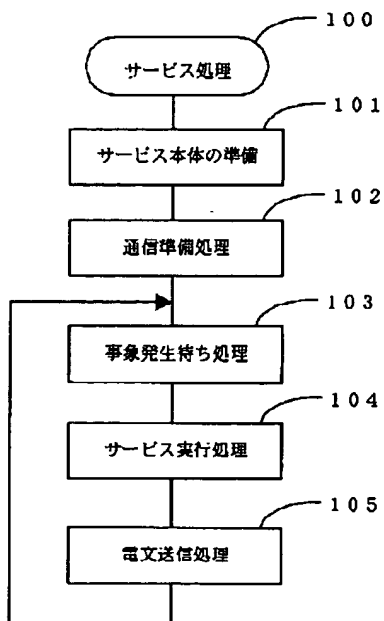 １００
サービス処理
１０１
サービス本体の準備
１０２
通信準備処理
１０３
事象発生待ち処理
１０４
サービス実行処理
１０５
電文送信処理